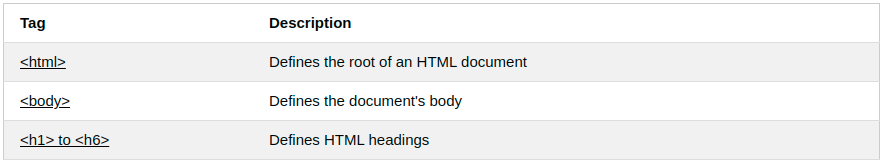 Tag Description
<html> Defines the root of an HTML document
<body> Defines the document's body
<h1> to <h6> Defines HTML headings